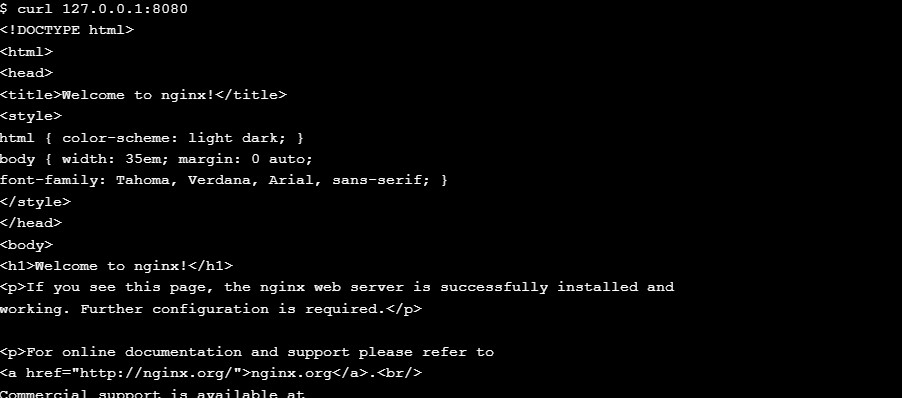 $ curl 127.0.0.1:8080
<!DOCTYPE html>
<html>
<head>
<title>Welcome to nginx!</title>
<style>
html { color-scheme: light dark; }
body { width: 35em; margin: 0 auto;
font-family: Tahoma, Verdana, Arial, sans-serif; }
</style>
</head>
<body>
<h1>Welcome to nginx!</h1>
<p>If you see this page, the nginx web server is successfully installed and
working. Further configuration is required.</p>

<p>For online documentation and support please refer to
<a href="http://nginx.org/">nginx.org</a>.<br/>
Commercial support is available at